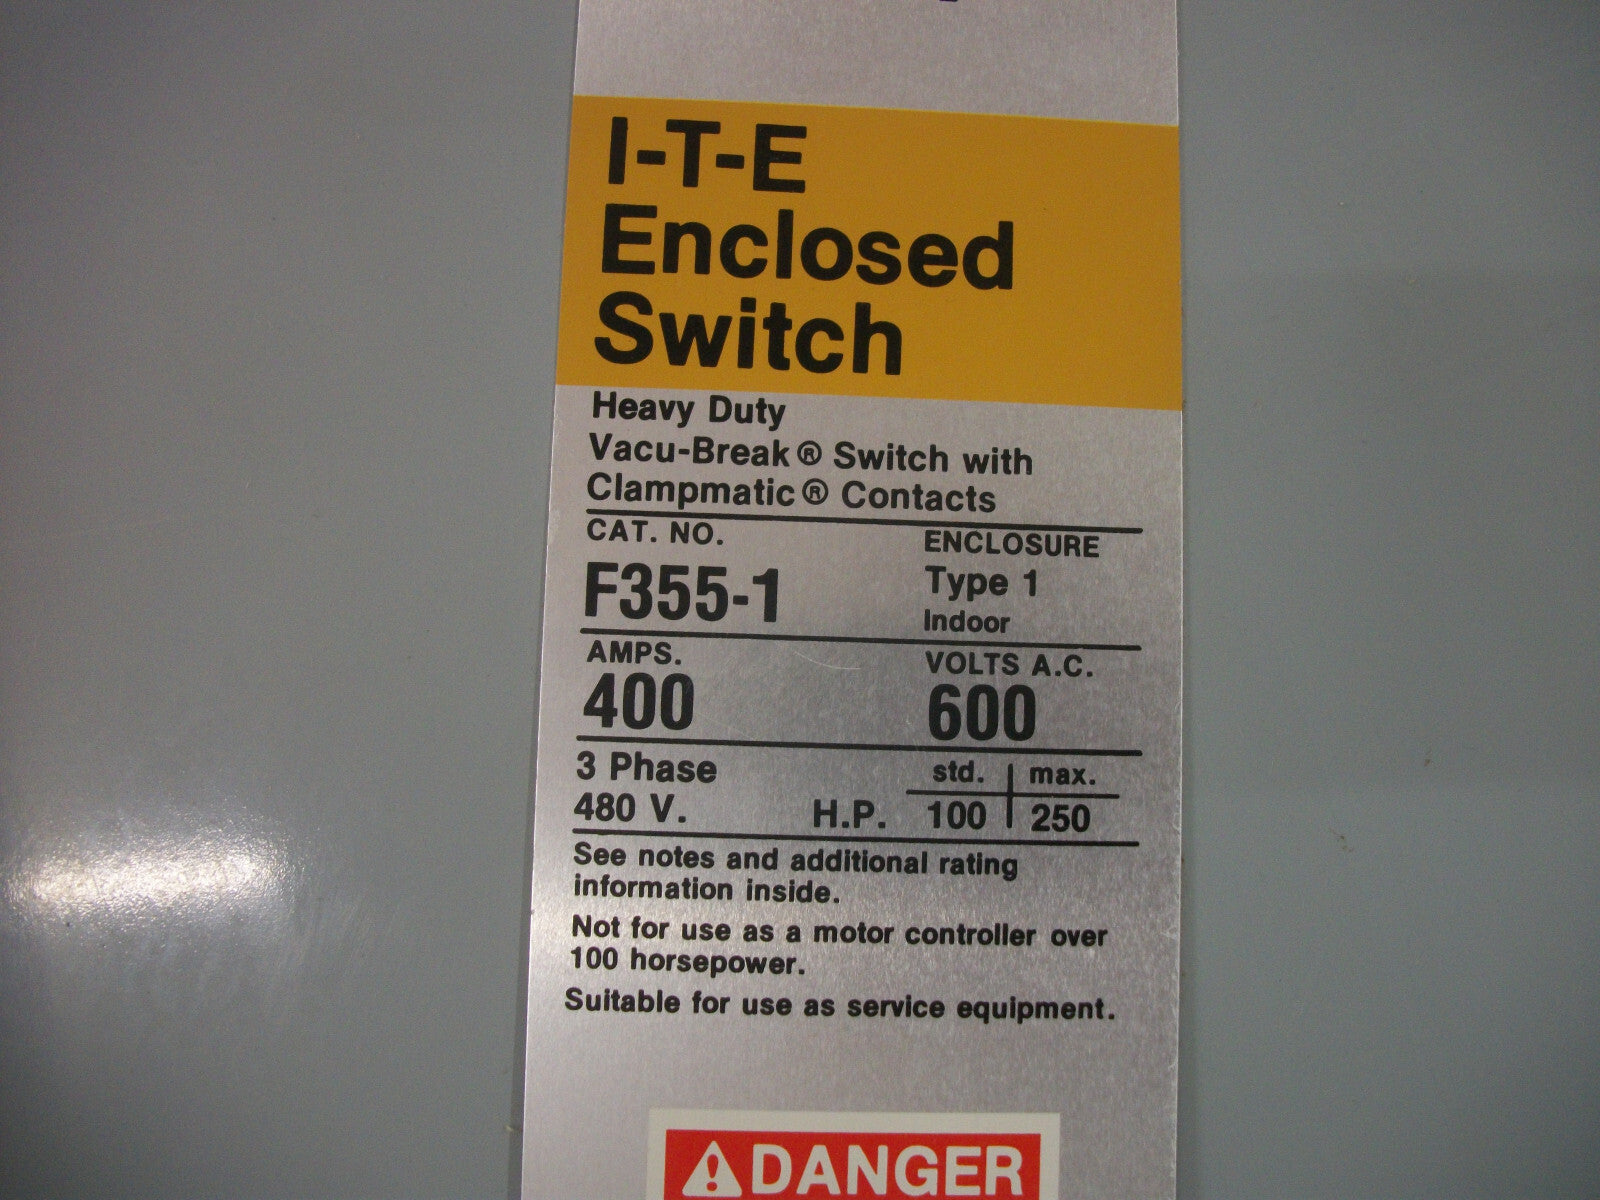 I-T-E
Enclosed
Switch
Heavy Duty
Vacu-Break® Switch with
Clampmatic® Contacts
CAT. NO. ENCLOSURE
F355-1 Type 1
Indoor
AMPS. VOLTS A.C.
400 600
3 Phase std. max.
480 V. H.P. 100 250
See notes and additional rating
information inside.
Not for use as a motor controller over
100 horsepower.
Suitable for use as service equipment.
DANGER